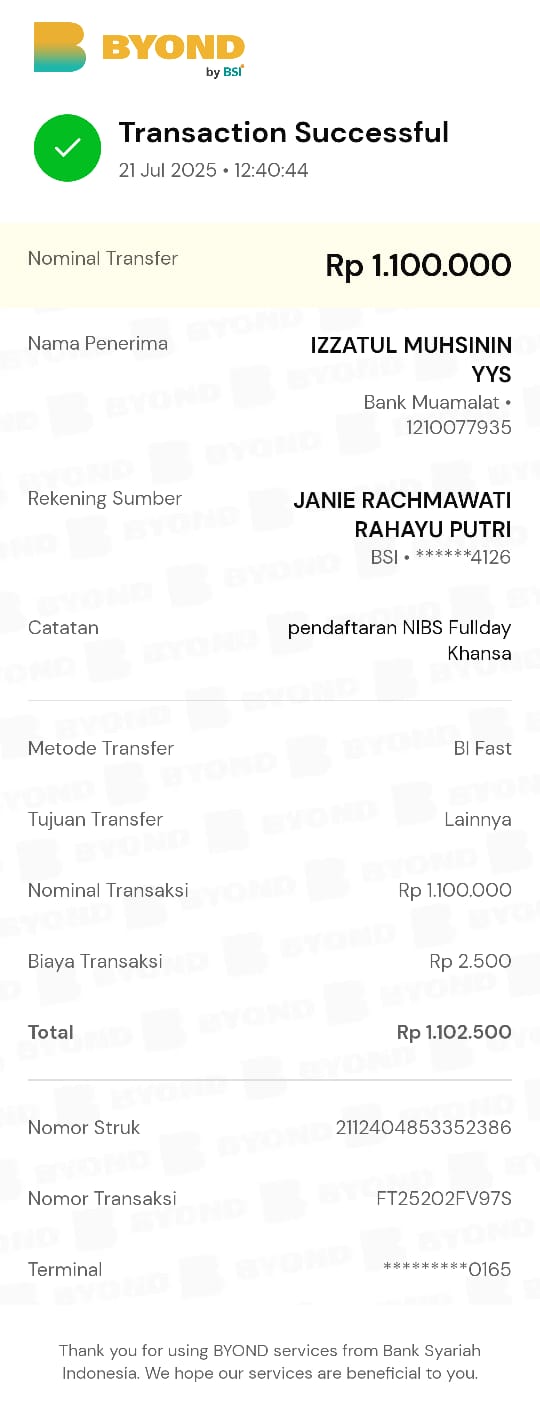 BYOND
by BSI
Transaction Successful
21 Jul 2025 • 12:40:44
Nominal Transfer
Rp 1.100.000
Nama Penerima
IZZATUL MUHSININ
YYS
Bank Muamalat •
1210077935
Rekening Sumber
JANIE RACHMAWATI
RAHAYU PUTRI
BSI • ******4126
Catatan
pendaftaran NIBS Fullday
Khansa
Metode Transfer
BI Fast
Tujuan Transfer
Lainnya
Nominal Transaksi
Rp 1.100.000
Biaya Transaksi
Rp 2.500
Total
Rp 1.102.500
Nomor Struk
2112404853352386
Nomor Transaksi
FT25202FV97S
Terminal
*********0165
Thank you for using BYOND services from Bank Syariah
Indonesia. We hope our services are beneficial to you.